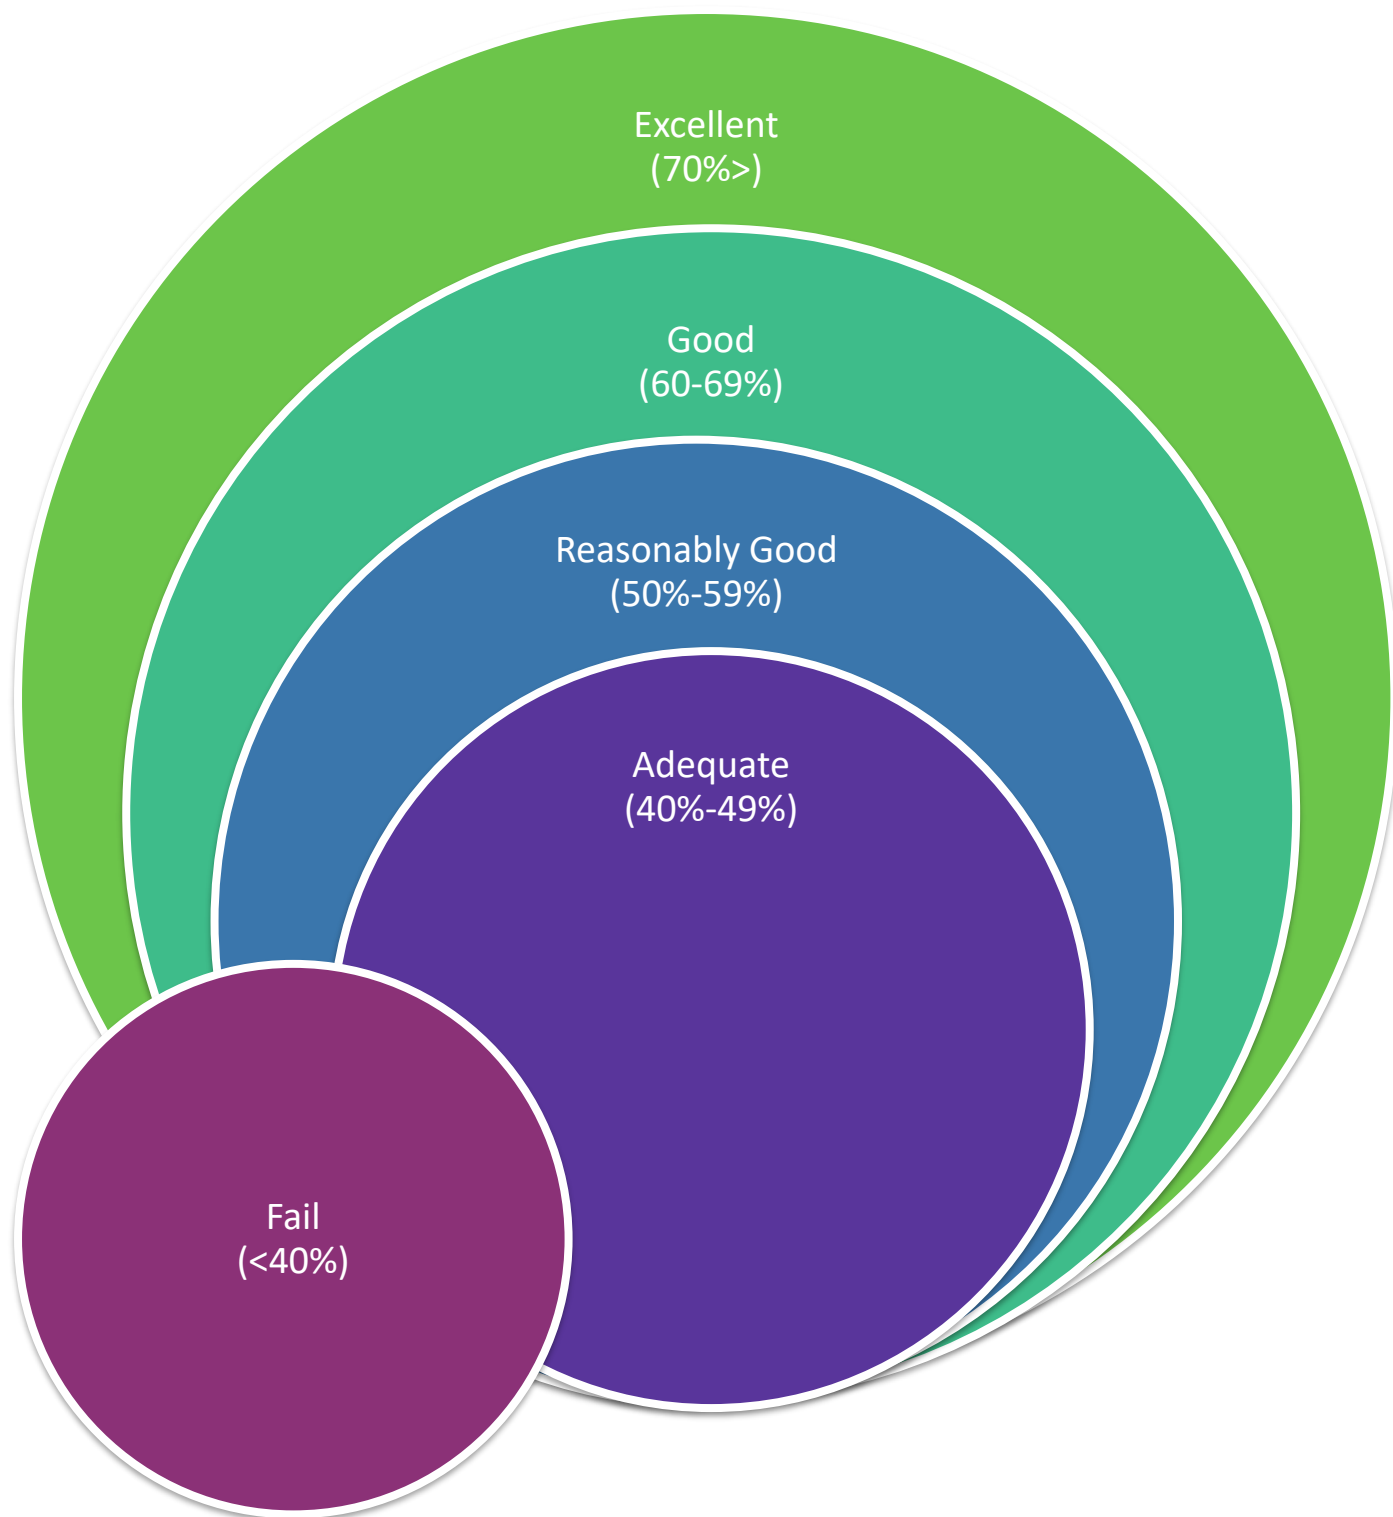 Excellent
(70%>)
Good
(60-69%)
Reasonably Good
(50%-59%)
Adequate
(40%-49%)
Fail
(<40%)